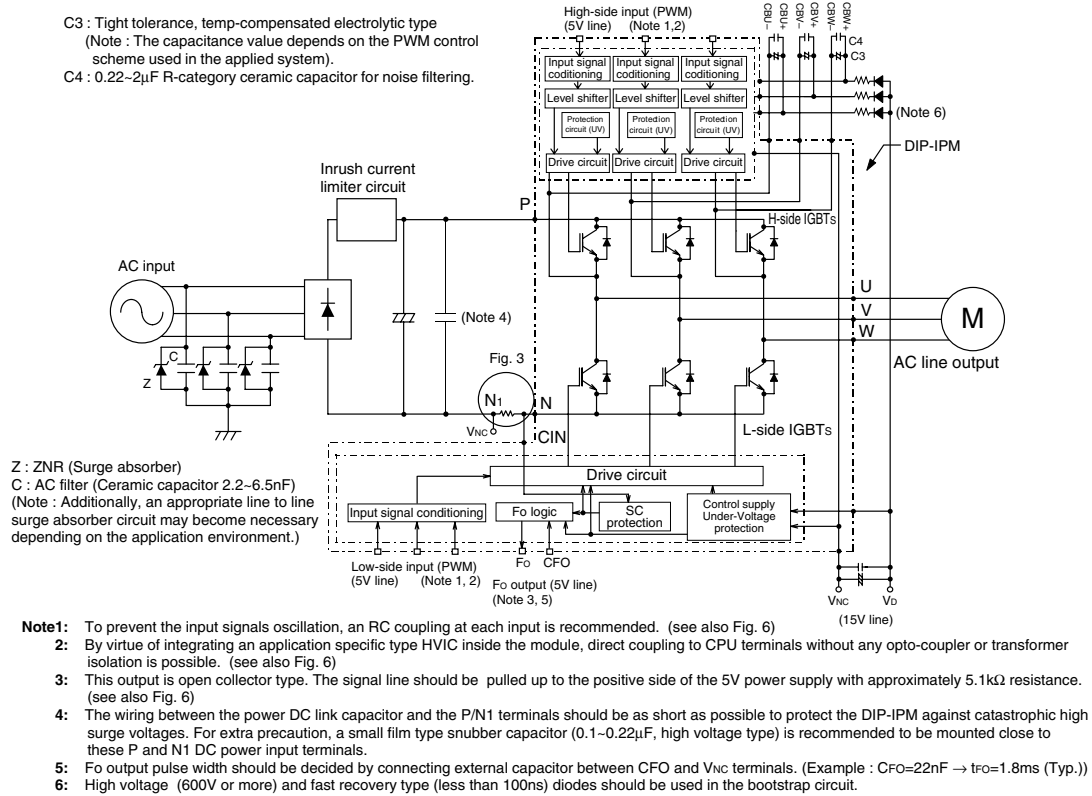 C3 : Tight tolerance, temp-compensated electrolytic type
(Note : The capacitance value depends on the PWM control
scheme used in the applied system).
C4 : 0.22~2μF R-category ceramic capacitor for noise filtering.
High-side input (PWM)
(5V line) (Note 1,2)
CBU–
CBU+
CBV–
CBV+
CBW–
CBW+
C4
C3
Input signal coditioning
Input signal coditioning
Input signal coditioning
Level shifter
Level shifter
Level shifter
Protection circuit (UV)
Protection circuit (UV)
Protection circuit (UV)
Drive circuit
Drive circuit
Drive circuit
(Note 6)
DIP-IPM
Inrush current
limiter circuit
P
H-side IGBTS
AC input
(Note 4)
U
V
W
M
AC line output
C
Z
Fig. 3
N1
N
VNC
CIN
L-side IGBTS
Z : ZNR (Surge absorber)
C : AC filter (Ceramic capacitor 2.2~6.5nF)
(Note : Additionally, an appropriate line to line
surge absorber circuit may become necessary
depending on the application environment.)
Drive circuit
Input signal conditioning
Fo logic
SC
protection
Control supply
Under-Voltage
protection
Low-side input (PWM)
(5V line) (Note 1, 2)
FO
CFO
FO output (5V line)
(Note 3, 5)
VNC
VD
(15V line)
Note1: To prevent the input signals oscillation, an RC coupling at each input is recommended. (see also Fig. 6)
2: By virtue of integrating an application specific type HVIC inside the module, direct coupling to CPU terminals without any opto-coupler or transformer
isolation is possible. (see also Fig. 6)
3: This output is open collector type. The signal line should be pulled up to the positive side of the 5V power supply with approximately 5.1kΩ resistance.
(see also Fig. 6)
4: The wiring between the power DC link capacitor and the P/N1 terminals should be as short as possible to protect the DIP-IPM against catastrophic high
surge voltages. For extra precaution, a small film type snubber capacitor (0.1~0.22μF, high voltage type) is recommended to be mounted close to
these P and N1 DC power input terminals.
5: Fo output pulse width should be decided by connecting external capacitor between CFO and VNC terminals. (Example : CFO=22nF → tFO=1.8ms (Typ.))
6: High voltage (600V or more) and fast recovery type (less than 100ns) diodes should be used in the bootstrap circuit.